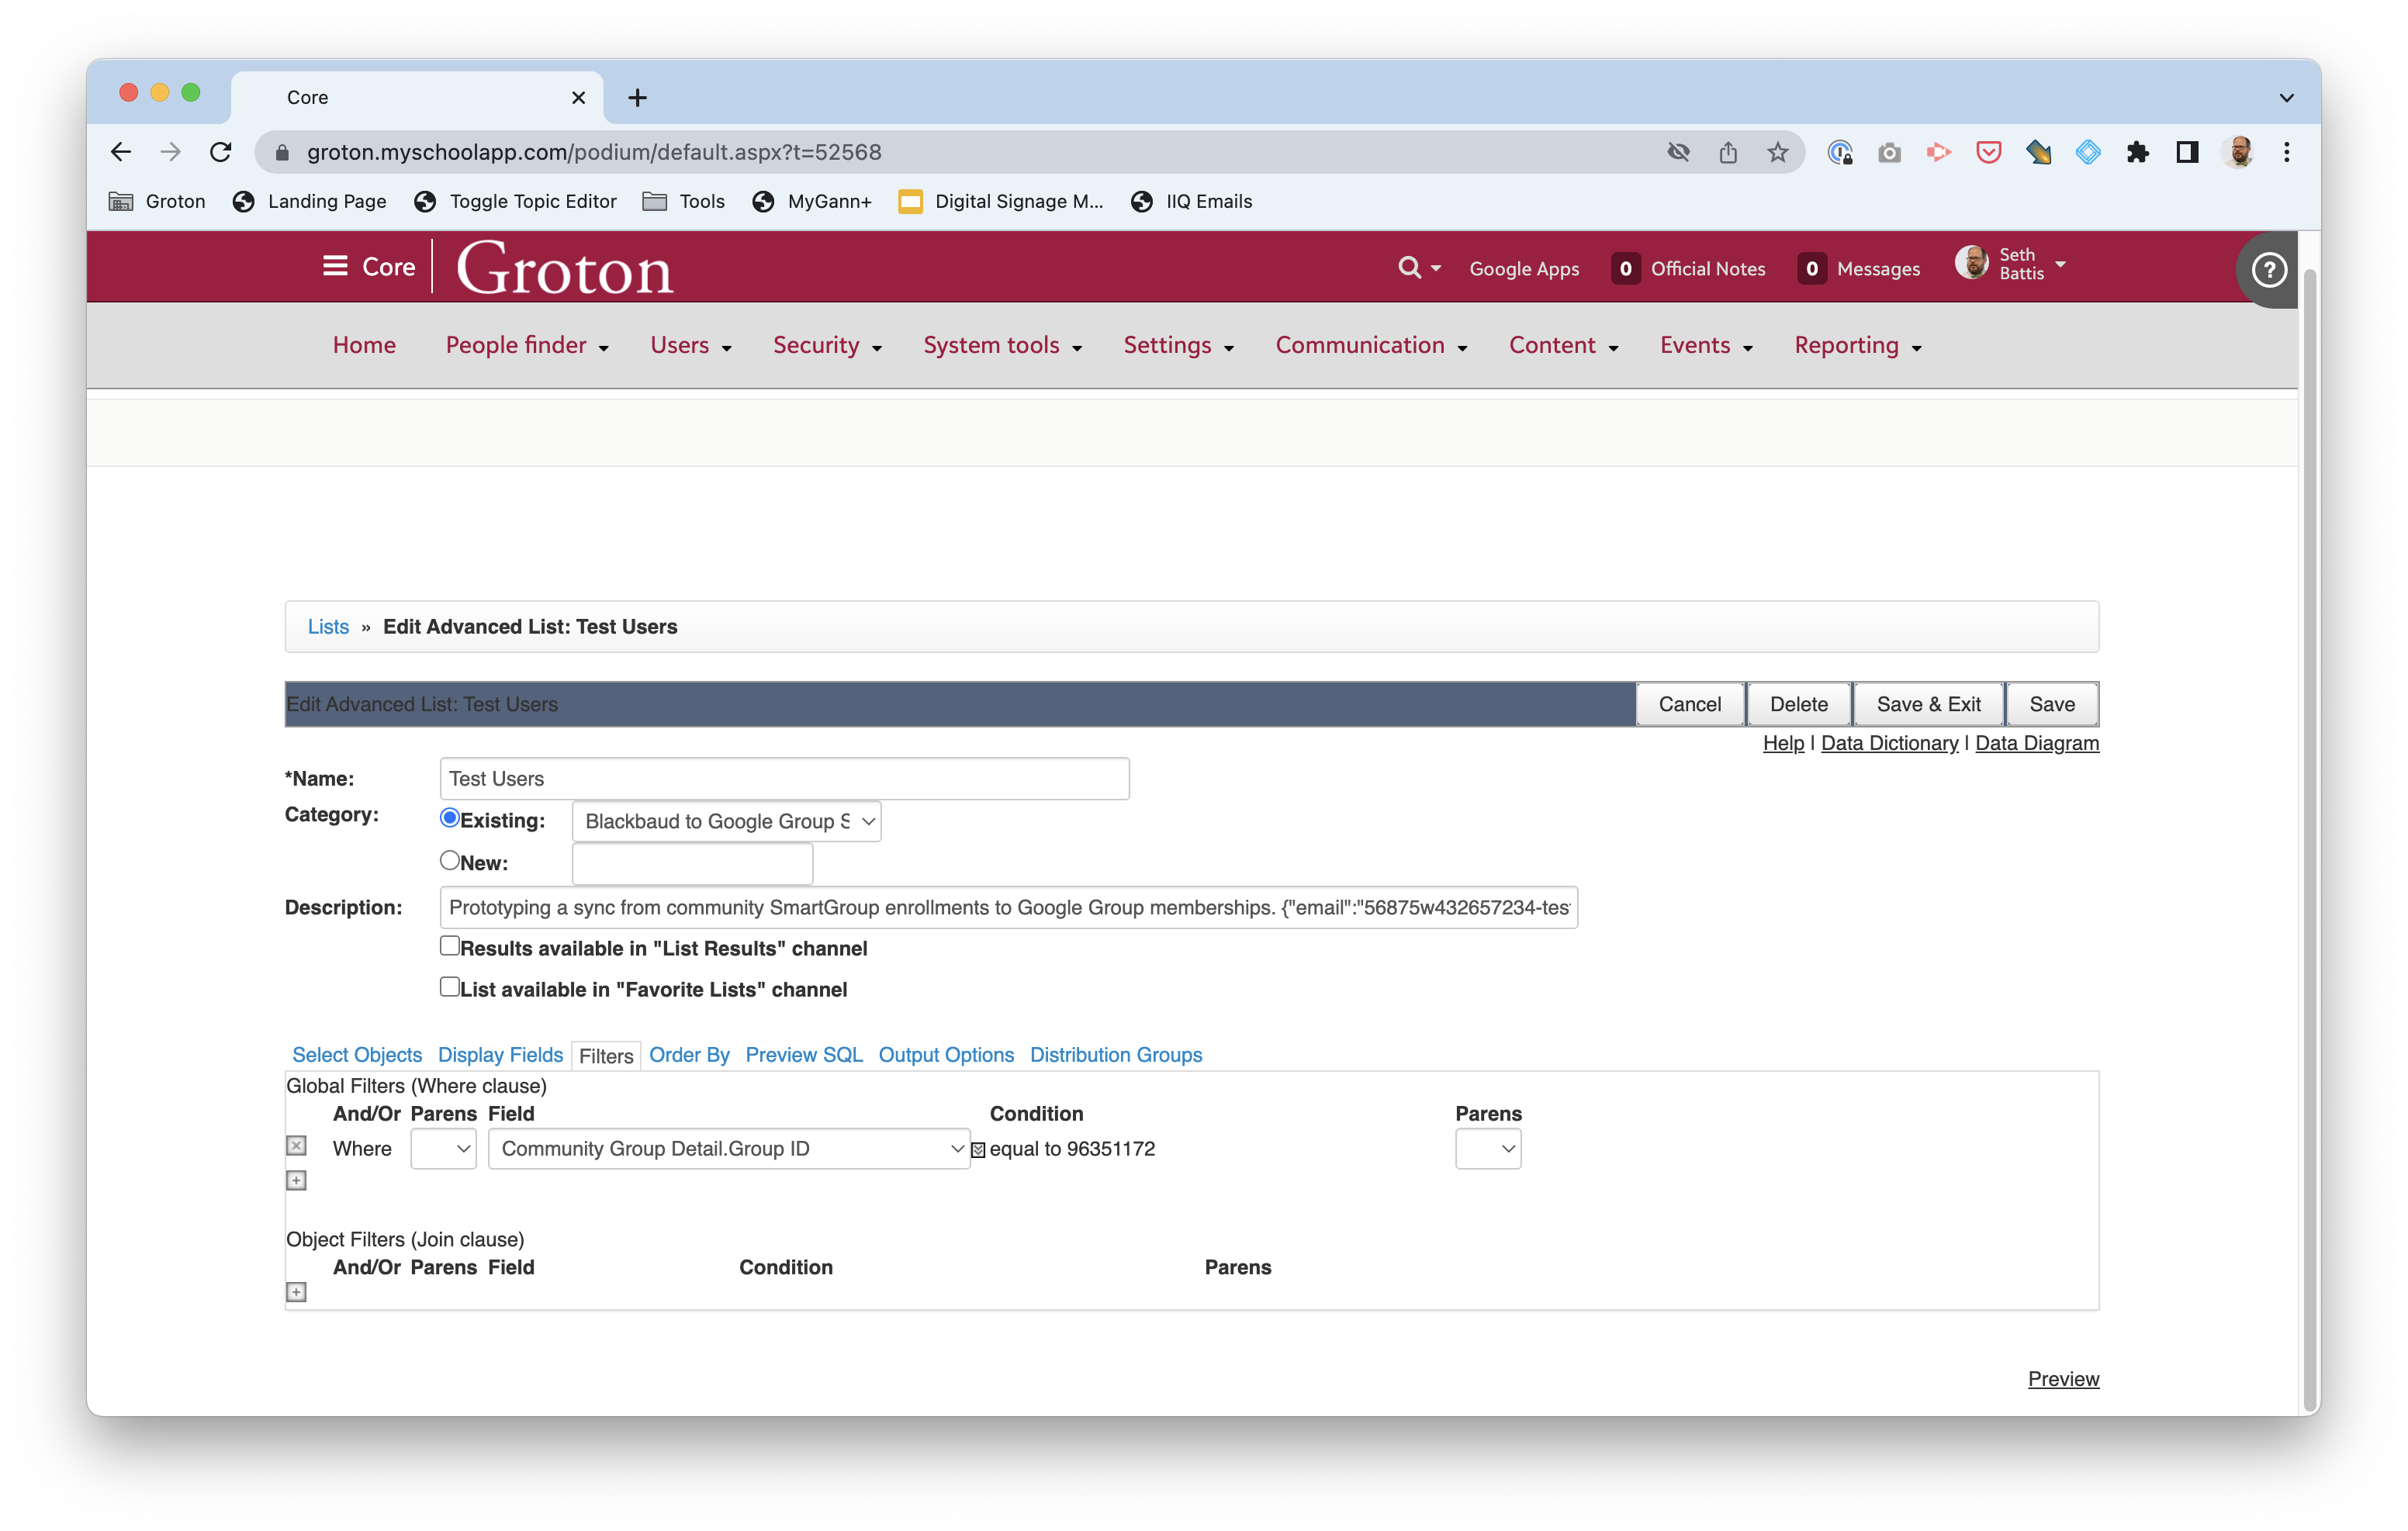 Core
groton.myschoolapp.com/podium/default.aspx?t=52568
Groton Landing Page Toggle Topic Editor Tools MyGann+ Digital Signage M... IIQ Emails
Core Groton Google Apps 0 Official Notes 0 Messages Seth Battis ?
Home People finder Users Security System tools Settings Communication Content Events Reporting
Lists » Edit Advanced List: Test Users
Edit Advanced List: Test Users Cancel Delete Save & Exit Save
Help | Data Dictionary | Data Diagram
*Name: Test Users
Category: Existing: Blackbaud to Google Group S
New:
Description: Prototyping a sync from community SmartGroup enrollments to Google Group memberships. {"email":"56875w432657234-tes
Results available in "List Results" channel
List available in "Favorite Lists" channel
Select Objects Display Fields Filters Order By Preview SQL Output Options Distribution Groups
Global Filters (Where clause)
And/Or Parens Field Condition Parens
Where Community Group Detail.Group ID equal to 96351172
Object Filters (Join clause)
And/Or Parens Field Condition Parens
Preview